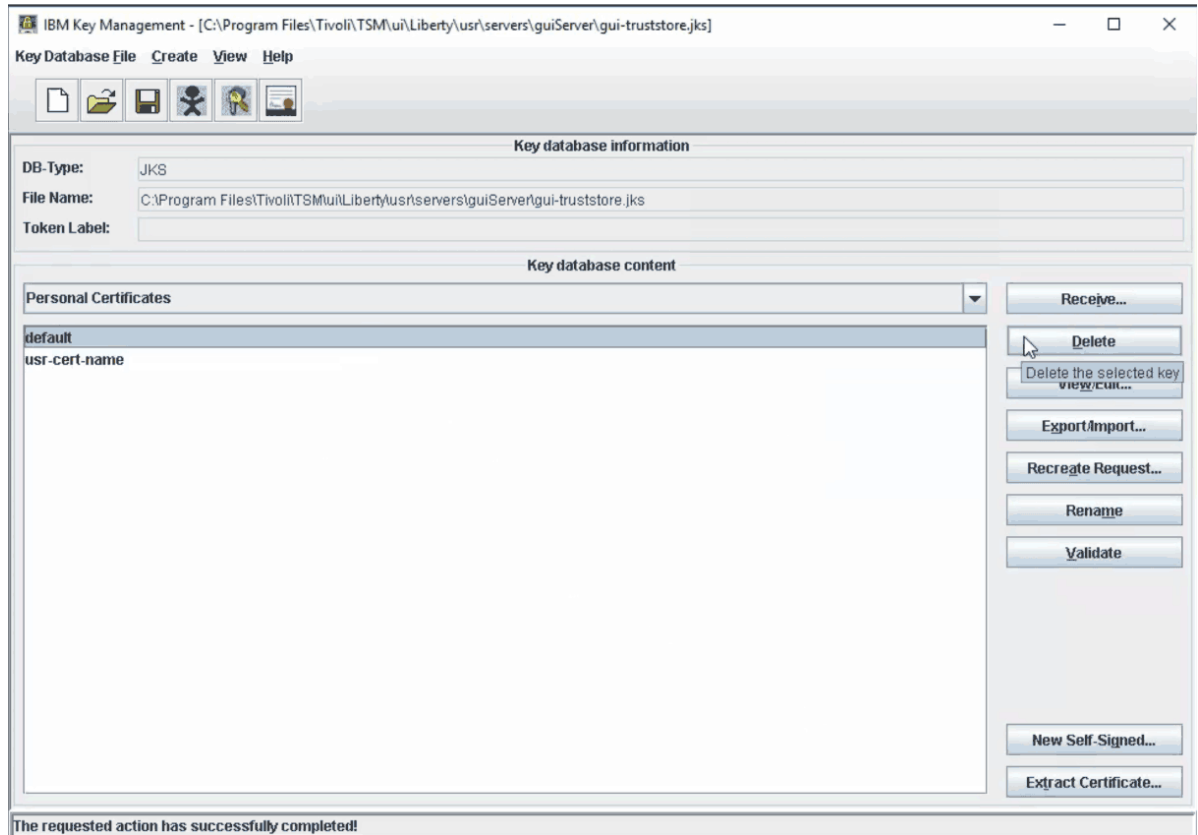 IBM Key Management - [C:\Program Files\Tivoli\TSM\ui\Liberty\usr\servers\guiServer\gui-truststore.jks]
Key Database File Create View Help
Key database information
DB-Type: JKS
File Name: C:\Program Files\Tivoli\TSM\ui\Liberty\usr\servers\guiServer\gui-truststore.jks
Token Label:
Key database content
Personal Certificates
Receive...
default
Delete
usr-cert-name
Delete the selected key
View/Edit...
Export/Import...
Recreate Request...
Rename
Validate
New Self-Signed...
Extract Certificate...
The requested action has successfully completed!